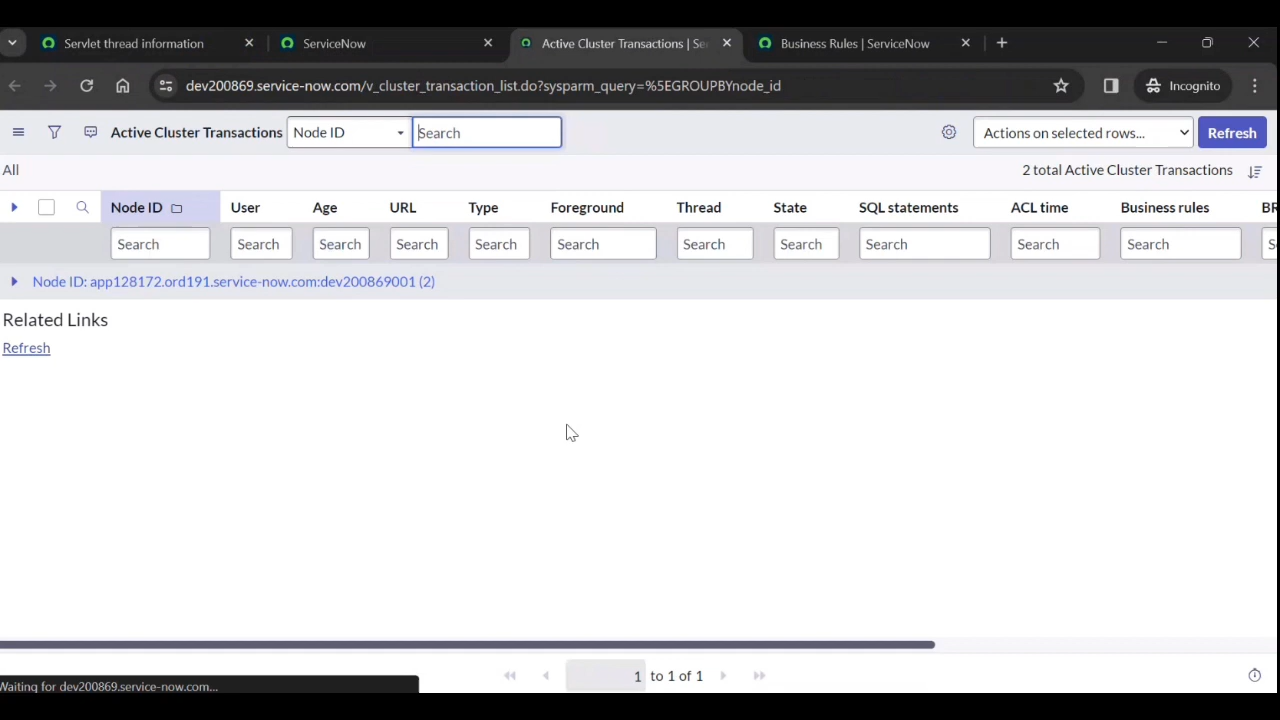 Servlet thread information
ServiceNow
Active Cluster Transactions | Se
Business Rules | ServiceNow
dev200869.service-now.com/v_cluster_transaction_list.do?sysparm_query=%5EGROUPBYnode_id
Incognito
Active Cluster Transactions
Node ID
Search
Actions on selected rows...
Refresh
All
2 total Active Cluster Transactions
Node ID User Age URL Type Foreground Thread State SQL statements ACL time Business rules BR
Search Search Search Search Search Search Search Search Search Search Search S
Node ID: app128172.ord191.service-now.com:dev200869001 (2)
Related Links
Refresh
1 to 1 of 1
Waiting for dev200869.service-now.com...